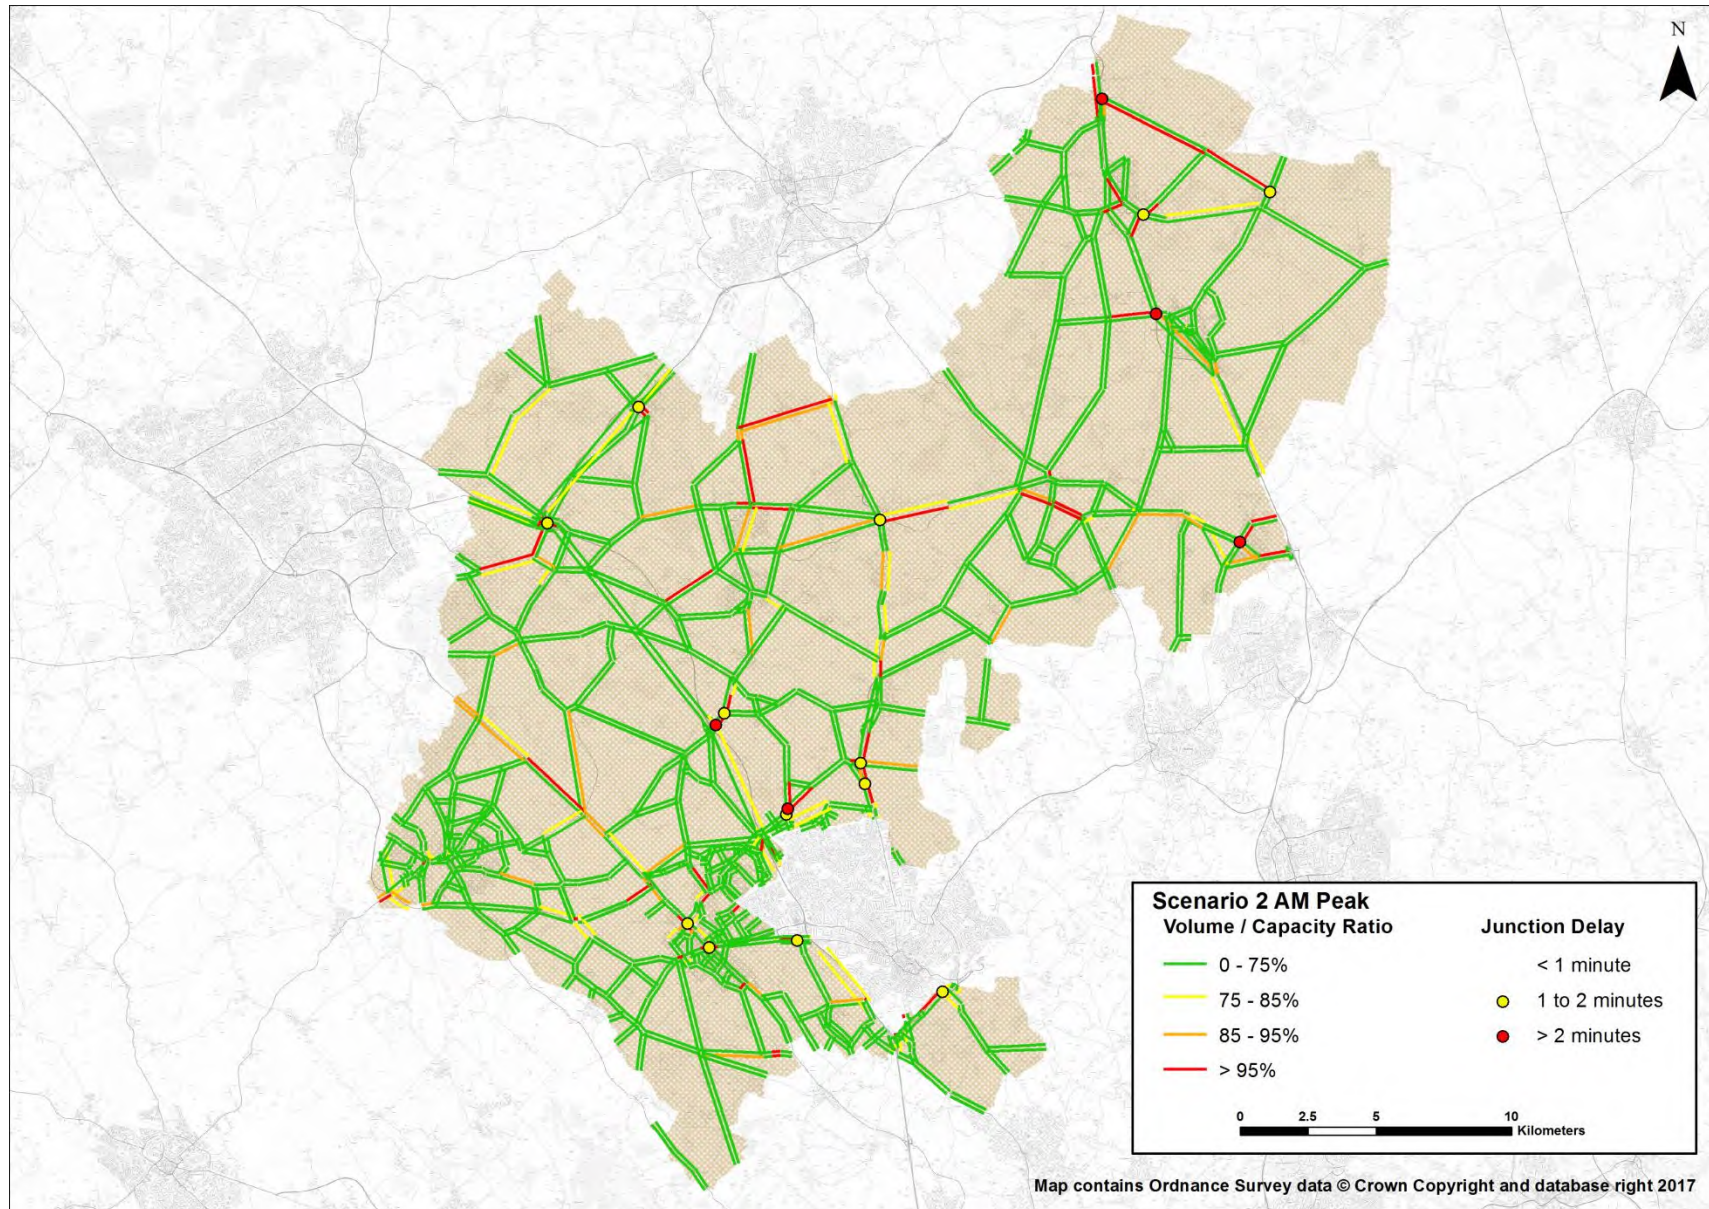 N
Scenario 2 AM Peak
Volume / Capacity Ratio
Junction Delay
0 - 75%
< 1 minute
75 - 85%
1 to 2 minutes
85 - 95%
> 2 minutes
> 95%
0 2.5 5 10
Kilometers
Map contains Ordnance Survey data © Crown Copyright and database right 2017